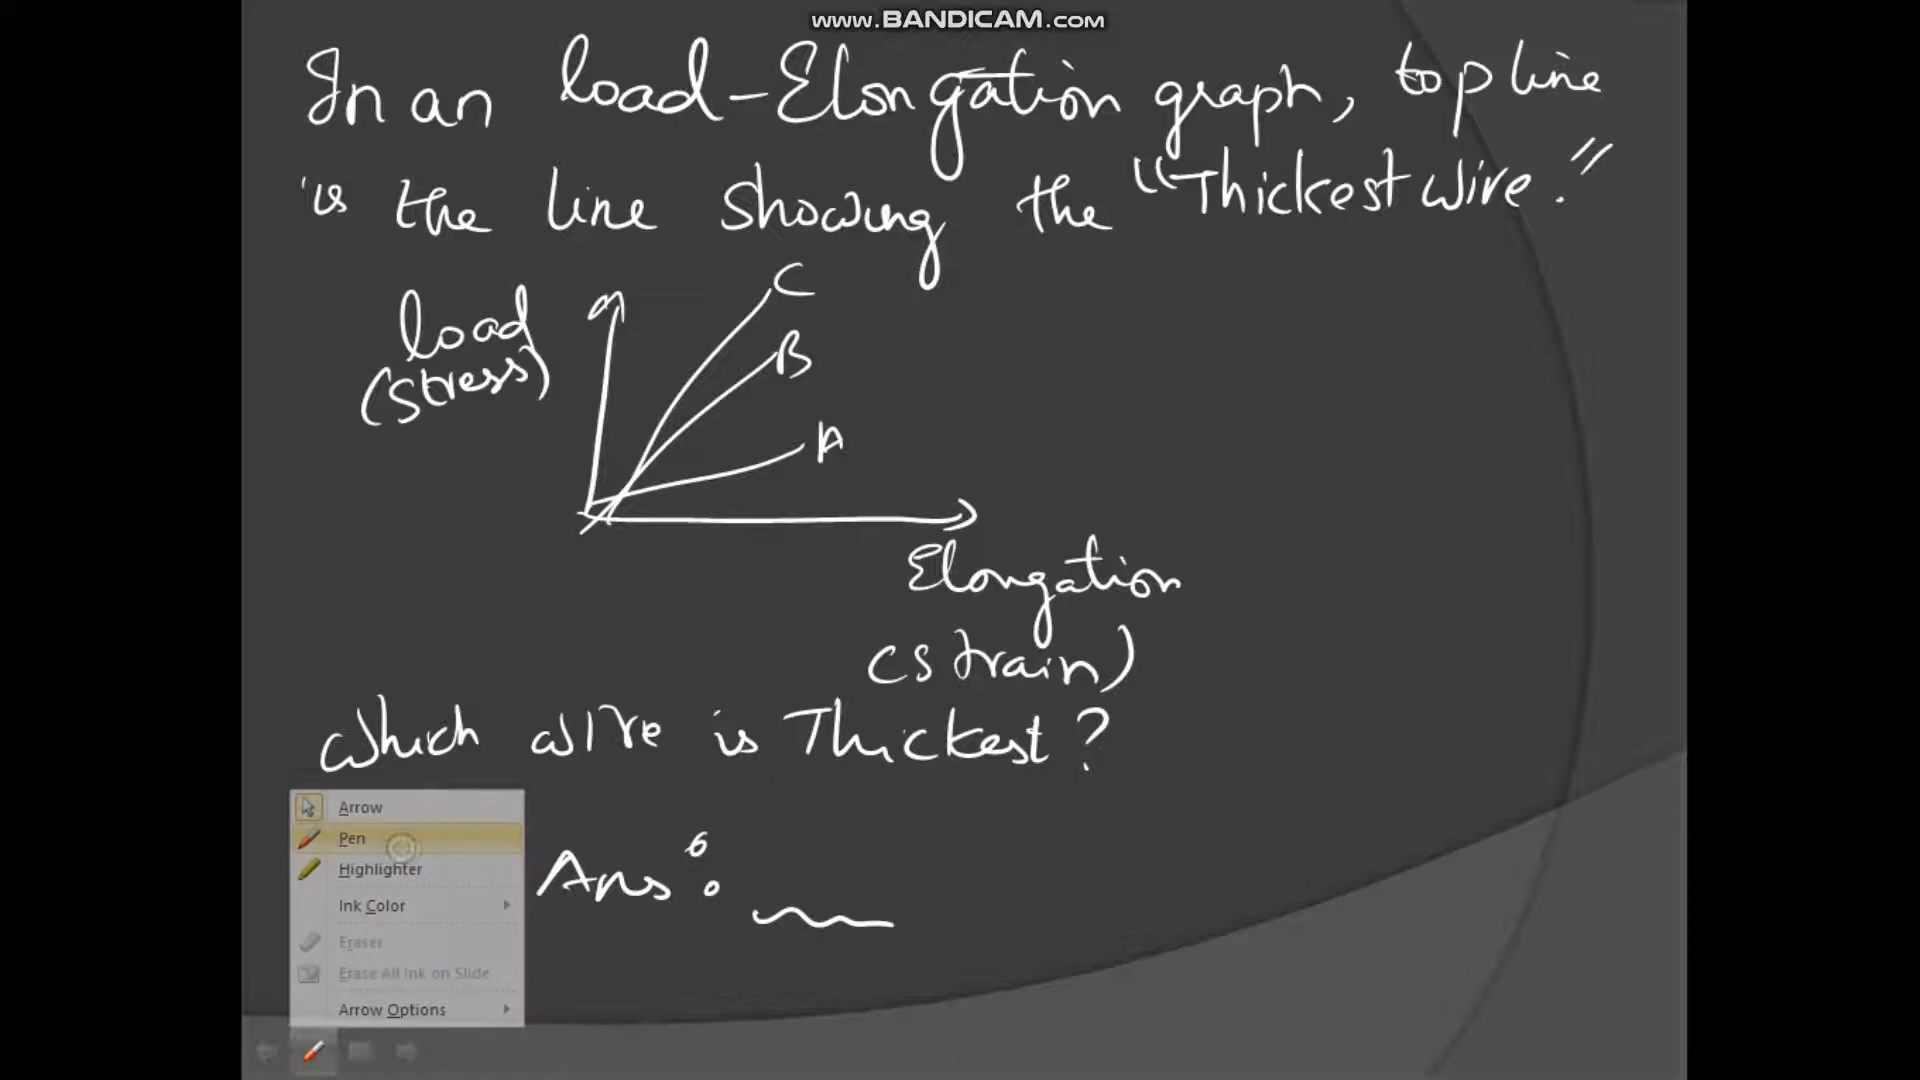 www.BANDICAM.com
In an load-Elongation graph, top line
is the line showing the "Thickest wire."
load
(stress)
C
B
A
Elongation
(strain)
Which wire is Thickest?
Arrow
Pen
Highlighter
Ink Color
Eraser
Erase All Ink on Slide
Arrow Options
Ans: